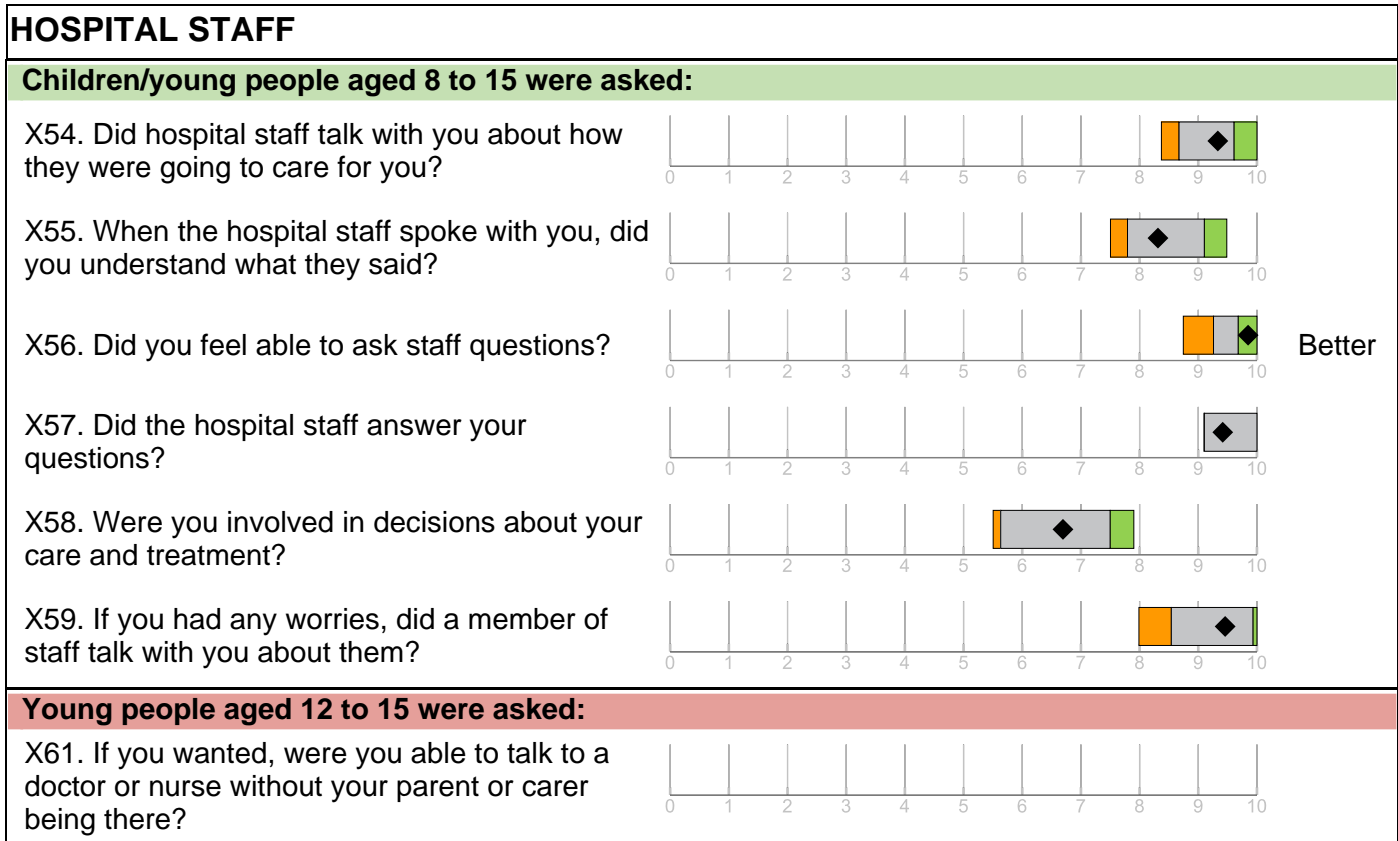 HOSPITAL STAFF
Children/young people aged 8 to 15 were asked:
X54. Did hospital staff talk with you about how
they were going to care for you?
0 1 2 3 4 5 6 7 8 9 10
X55. When the hospital staff spoke with you, did
you understand what they said?
0 1 2 3 4 5 6 7 8 9 10
X56. Did you feel able to ask staff questions?
Better
0 1 2 3 4 5 6 7 8 9 10
X57. Did the hospital staff answer your
questions?
0 1 2 3 4 5 6 7 8 9 10
X58. Were you involved in decisions about your
care and treatment?
0 1 2 3 4 5 6 7 8 9 10
X59. If you had any worries, did a member of
staff talk with you about them?
0 1 2 3 4 5 6 7 8 9 10
Young people aged 12 to 15 were asked:
X61. If you wanted, were you able to talk to a
doctor or nurse without your parent or carer
being there?
0 1 2 3 4 5 6 7 8 9 10